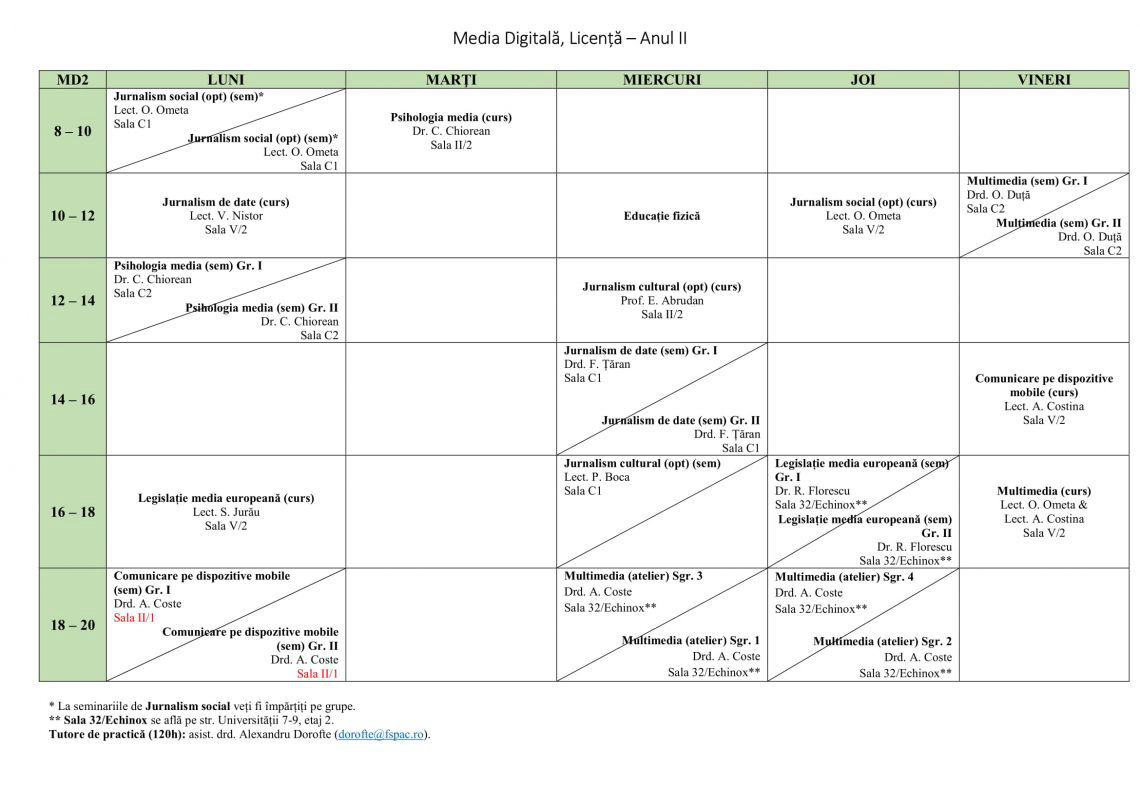 Media Digitală, Licență – Anul II
MD2 LUNI MARȚI MIERCURI JOI VINERI
8 – 10
Jurnalism social (opt) (sem)*
Lect. O. Ometa
Sala C1
Jurnalism social (opt) (sem)*
Lect. O. Ometa
Sala C1
Psihologia media (curs)
Dr. C. Chiorean
Sala II/2
10 – 12
Jurnalism de date (curs)
Lect. V. Nistor
Sala V/2
Educație fizică
Jurnalism social (opt) (curs)
Lect. O. Ometa
Sala V/2
Multimedia (sem) Gr. I
Drd. O. Duță
Sala C2
Multimedia (sem) Gr. II
Drd. O. Duță
Sala C2
12 – 14
Psihologia media (sem) Gr. I
Dr. C. Chiorean
Sala C2
Psihologia media (sem) Gr. II
Dr. C. Chiorean
Sala C2
Jurnalism cultural (opt) (curs)
Prof. E. Abrudan
Sala II/2
14 – 16
Jurnalism de date (sem) Gr. I
Drd. F. Țăran
Sala C1
Jurnalism de date (sem) Gr. II
Drd. F. Țăran
Sala C1
Comunicare pe dispozitive
mobile (curs)
Lect. A. Costina
Sala V/2
16 – 18
Legislație media europeană (curs)
Lect. S. Jurău
Sala V/2
Jurnalism cultural (opt) (sem)
Lect. P. Boca
Sala C1
Legislație media europeană (sem)
Gr. I
Dr. R. Florescu
Sala 32/Echinox**
Legislație media europeană (sem)
Gr. II
Dr. R. Florescu
Sala 32/Echinox**
Multimedia (curs)
Lect. O. Ometa &
Lect. A. Costina
Sala V/2
18 – 20
Comunicare pe dispozitive mobile
(sem) Gr. I
Drd. A. Coste
Sala II/1
Comunicare pe dispozitive mobile
(sem) Gr. II
Drd. A. Coste
Sala II/1
Multimedia (atelier) Sgr. 3
Drd. A. Coste
Sala 32/Echinox**
Multimedia (atelier) Sgr. 1
Drd. A. Coste
Sala 32/Echinox**
Multimedia (atelier) Sgr. 4
Drd. A. Coste
Sala 32/Echinox**
Multimedia (atelier) Sgr. 2
Drd. A. Coste
Sala 32/Echinox**
* La seminariile de Jurnalism social veți fi împărțiți pe grupe.
** Sala 32/Echinox se află pe str. Universității 7-9, etaj 2.
Tutore de practică (120h): asist. drd. Alexandru Dorofte (dorofte@fspac.ro).